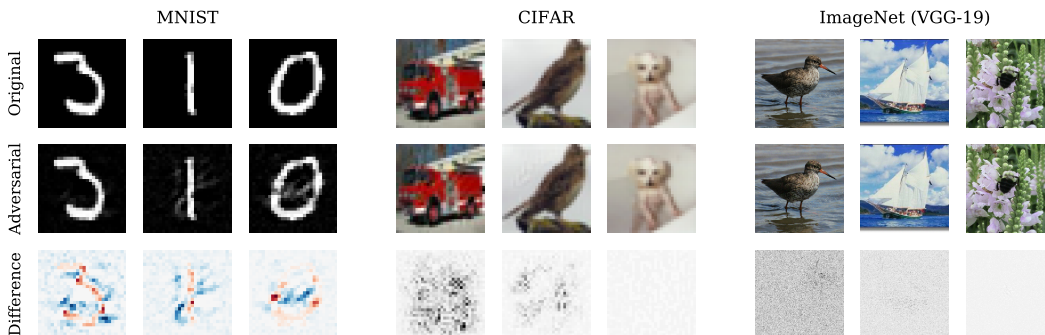 MNIST
CIFAR
ImageNet (VGG-19)
Original
Adversarial
Difference